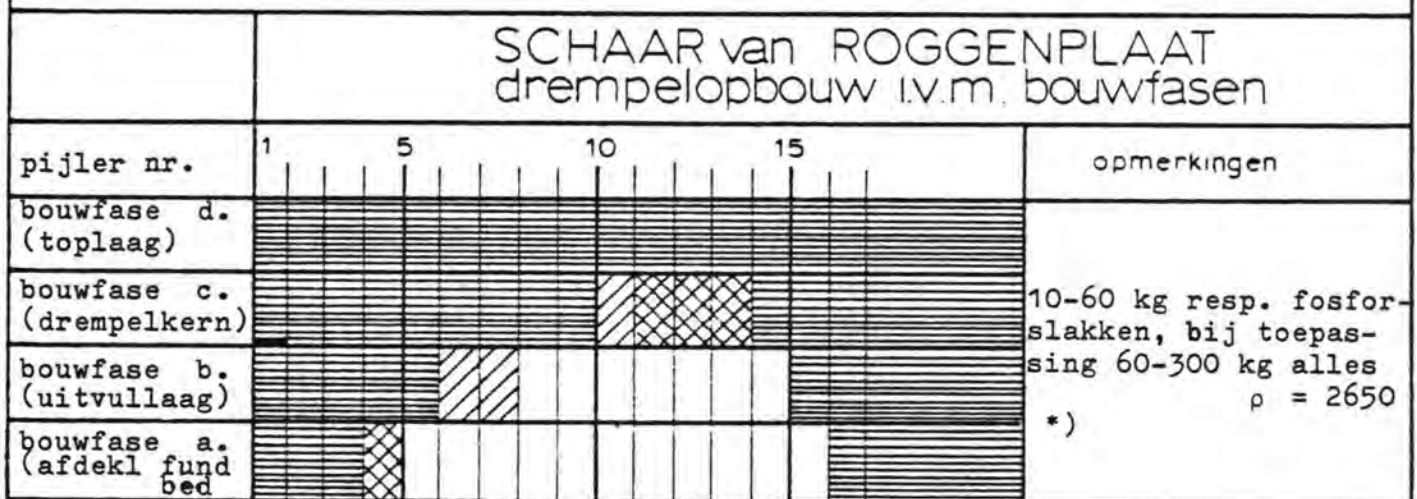 SCHAAR van ROGGENPLAAT
drempelopbouw i.v.m. bouwfasen
pijler nr.
1 5 10 15
opmerkingen
bouwfase d.
(toplaag)
bouwfase c.
(drempelkern)
bouwfase b.
(uitvullaag)
bouwfase a.
(afdekl fund
bed
10-60 kg resp. fosfor-
slakken, bij toepas-
sing 60-300 kg alles
ρ = 2650
*)